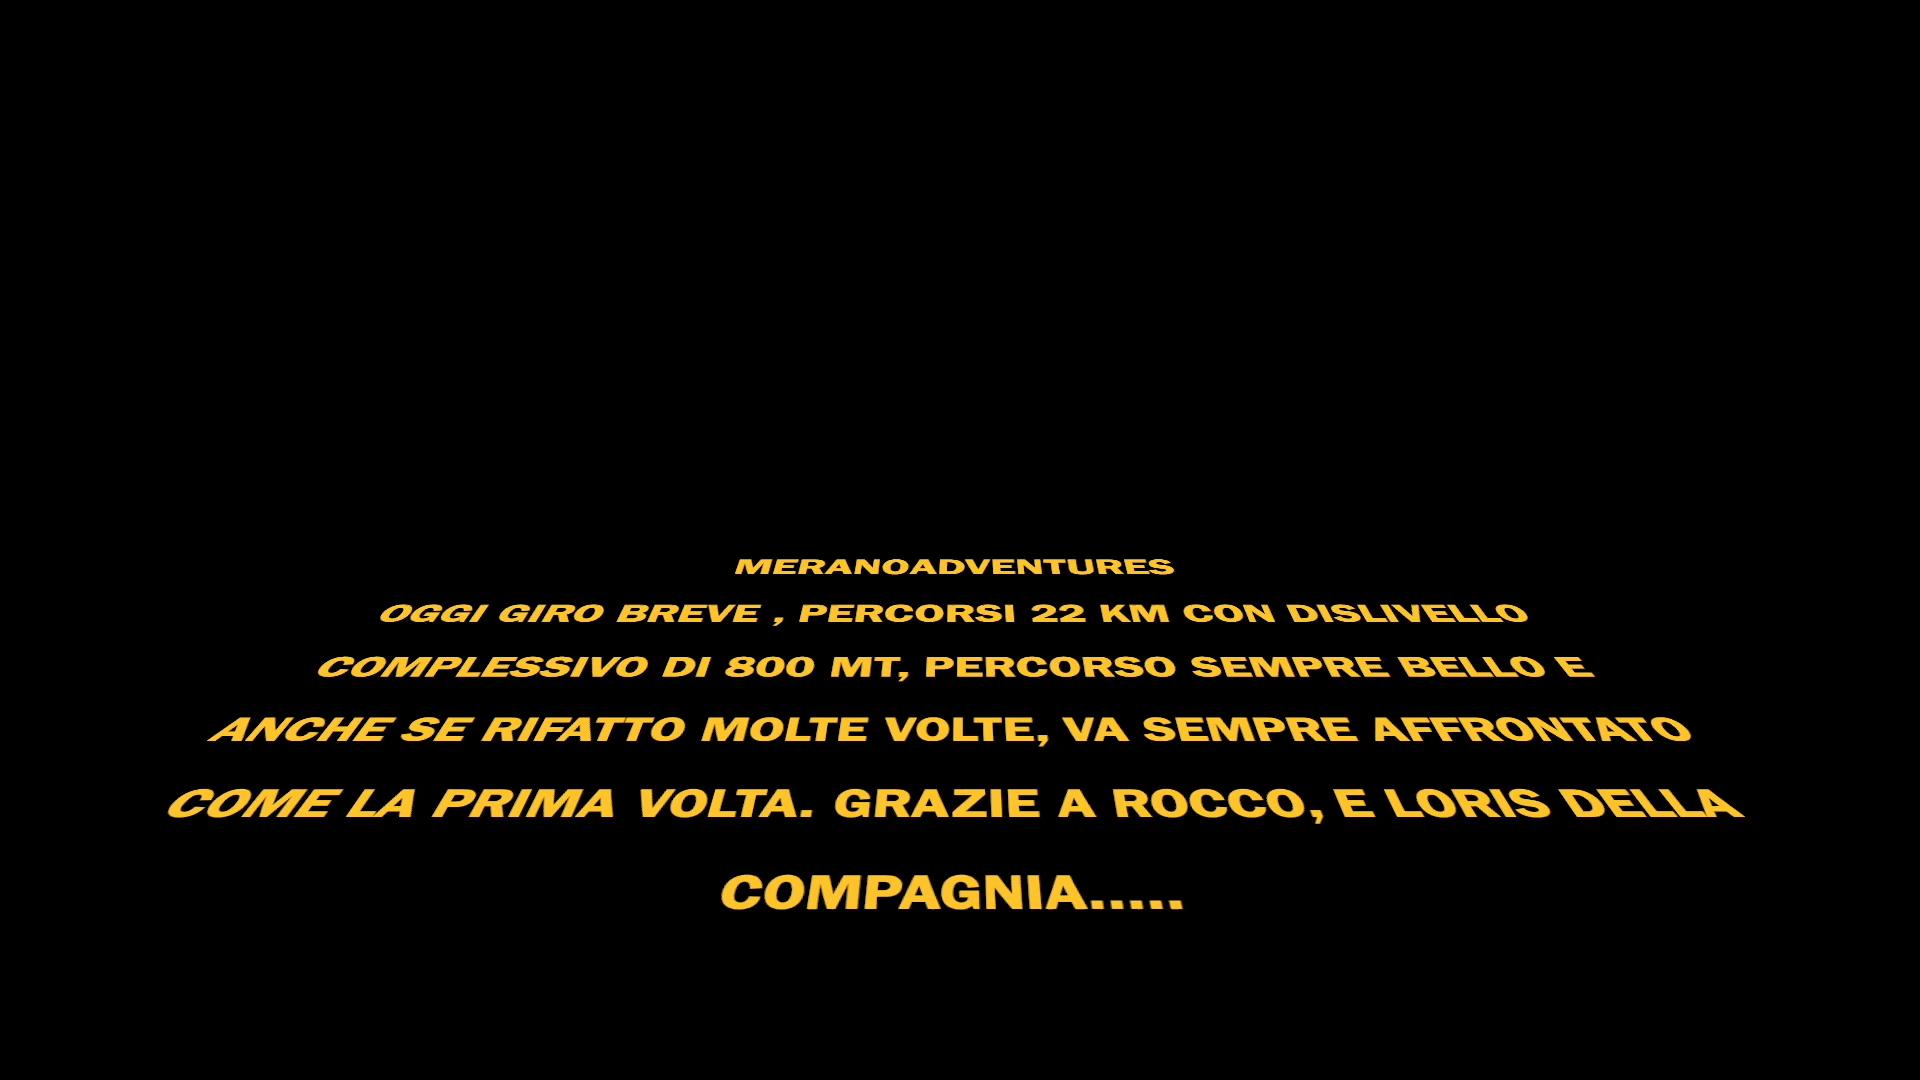 MERANOADVENTURES
OGGI GIRO BREVE , PERCORSI 22 KM CON DISLIVELLO
COMPLESSIVO DI 800 MT, PERCORSO SEMPRE BELLO E
ANCHE SE RIFATTO MOLTE VOLTE, VA SEMPRE AFFRONTATO
COME LA PRIMA VOLTA. GRAZIE A ROCCO, E LORIS DELLA
COMPAGNIA.....